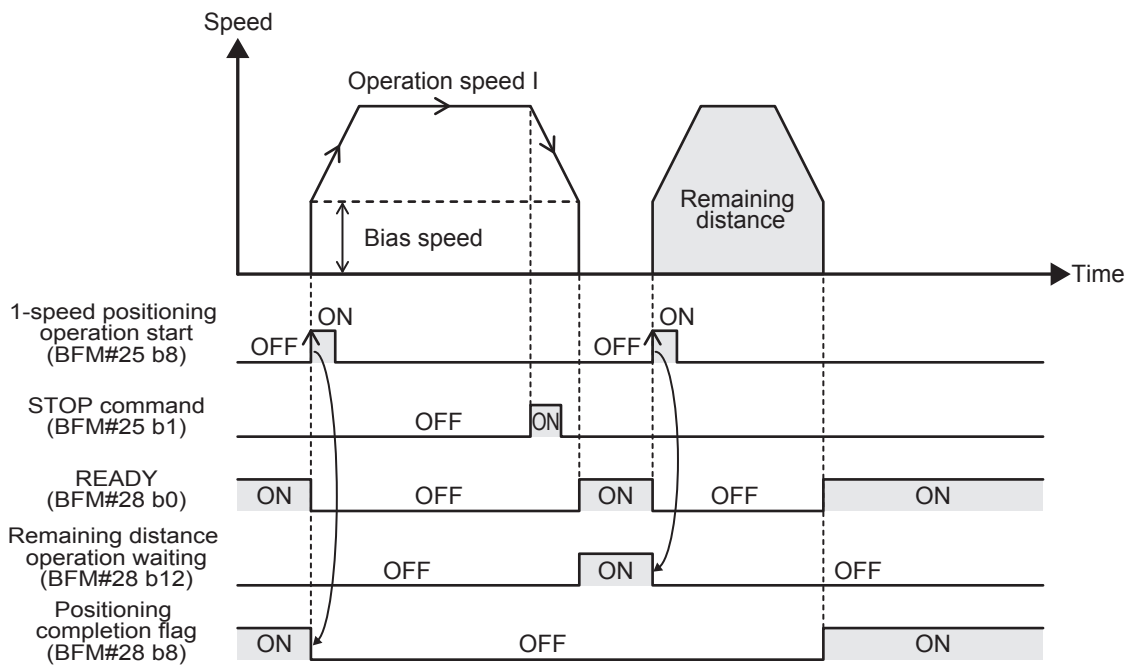 Speed
Operation speed I
Remaining
distance
Bias speed
Time
1-speed positioning
operation start
(BFM#25 b8)
OFF
ON
OFF
ON
STOP command
(BFM#25 b1)
OFF
ON
READY
(BFM#28 b0)
ON
OFF
ON
OFF
ON
Remaining distance
operation waiting
(BFM#28 b12)
OFF
ON
OFF
Positioning
completion flag
(BFM#28 b8)
ON
OFF
ON